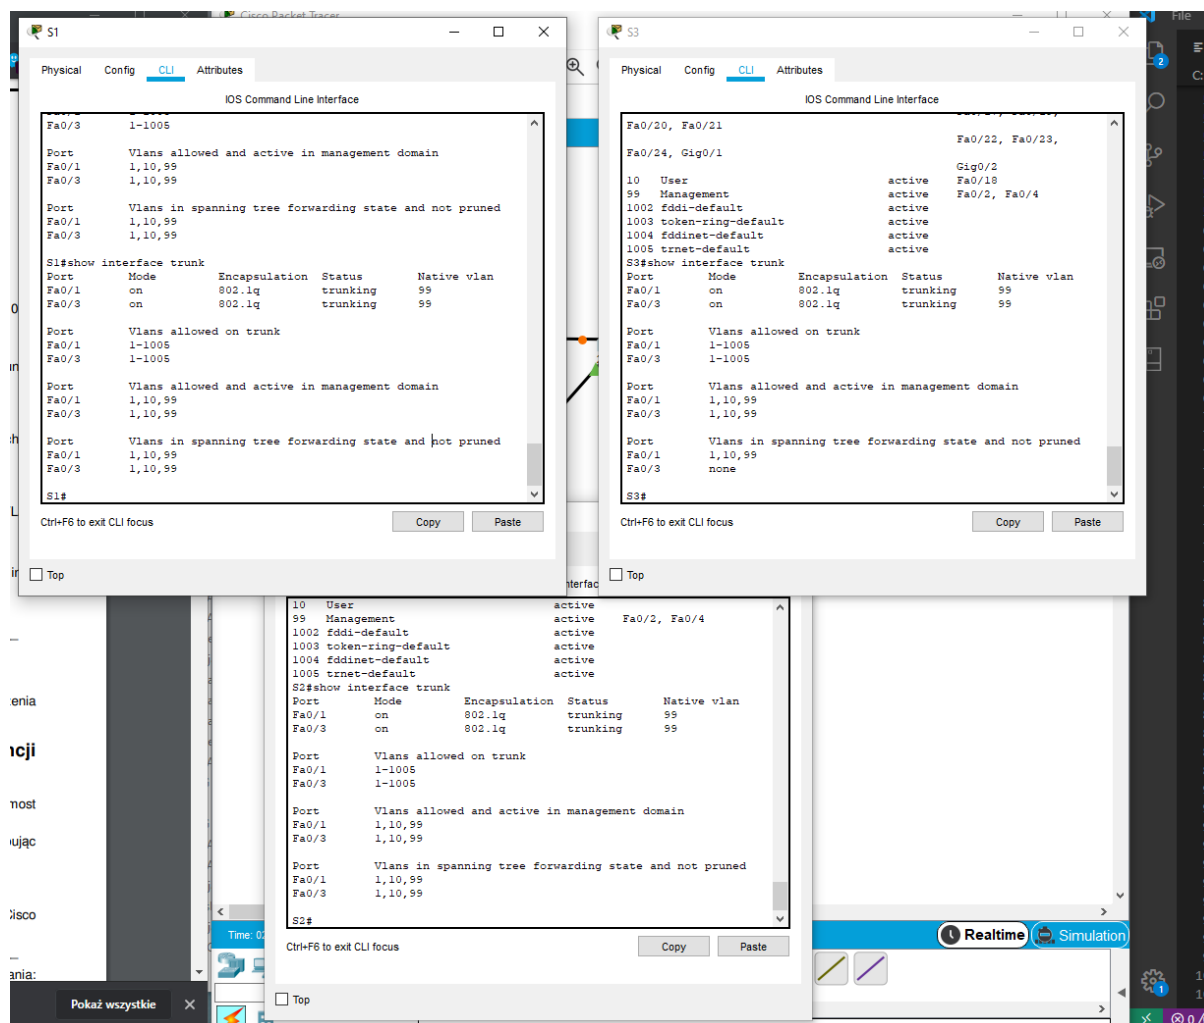 Cisco Packet Tracer
File
S1
Physical Config CLI Attributes
IOS Command Line Interface
Fa0/3 1-1005
Port Vlans allowed and active in management domain
Fa0/1 1,10,99
Fa0/3 1,10,99
Port Vlans in spanning tree forwarding state and not pruned
Fa0/1 1,10,99
Fa0/3 1,10,99
S1#show interface trunk
Port Mode Encapsulation Status Native vlan
Fa0/1 on 802.1q trunking 99
Fa0/3 on 802.1q trunking 99
Port Vlans allowed on trunk
Fa0/1 1-1005
Fa0/3 1-1005
Port Vlans allowed and active in management domain
Fa0/1 1,10,99
Fa0/3 1,10,99
Port Vlans in spanning tree forwarding state and not pruned
Fa0/1 1,10,99
Fa0/3 1,10,99
S1#
Ctrl+F6 to exit CLI focus
Copy Paste
Top
S3
Physical Config CLI Attributes
IOS Command Line Interface
Fa0/20, Fa0/21
Fa0/22, Fa0/23,
Fa0/24, Gig0/1
Gig0/2
10 User active Fa0/18
99 Management active Fa0/2, Fa0/4
1002 fddi-default active
1003 token-ring-default active
1004 fddinet-default active
1005 trnet-default active
S3#show interface trunk
Port Mode Encapsulation Status Native vlan
Fa0/1 on 802.1q trunking 99
Fa0/3 on 802.1q trunking 99
Port Vlans allowed on trunk
Fa0/1 1-1005
Fa0/3 1-1005
Port Vlans allowed and active in management domain
Fa0/1 1,10,99
Fa0/3 1,10,99
Port Vlans in spanning tree forwarding state and not pruned
Fa0/1 1,10,99
Fa0/3 none
S3#
Ctrl+F6 to exit CLI focus
Copy Paste
Top
10 User active
99 Management active Fa0/2, Fa0/4
1002 fddi-default active
1003 token-ring-default active
1004 fddinet-default active
1005 trnet-default active
S2#show interface trunk
Port Mode Encapsulation Status Native vlan
Fa0/1 on 802.1q trunking 99
Fa0/3 on 802.1q trunking 99
Port Vlans allowed on trunk
Fa0/1 1-1005
Fa0/3 1-1005
Port Vlans allowed and active in management domain
Fa0/1 1,10,99
Fa0/3 1,10,99
Port Vlans in spanning tree forwarding state and not pruned
Fa0/1 1,10,99
Fa0/3 1,10,99
S2#
Ctrl+F6 to exit CLI focus
Copy Paste
Top
Realtime Simulation
Time: 0
enia
ncji
most
ując
Cisco
ania:
Pokaż wszystkie
C:
2
1